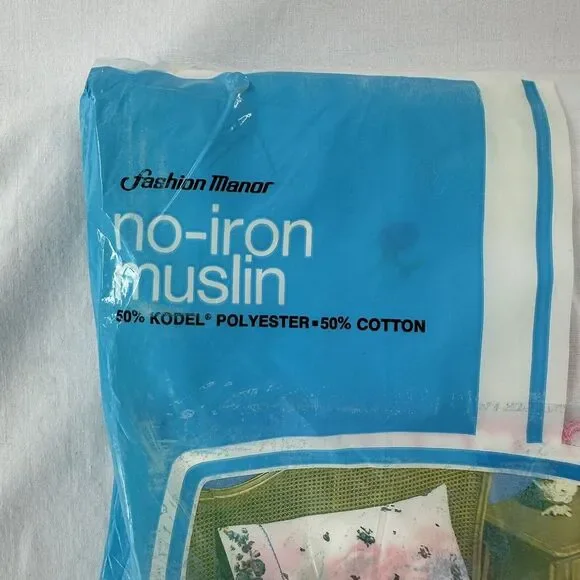 fashion manor
no-iron
muslin
50% KODEL® POLYESTER▪50% COTTON